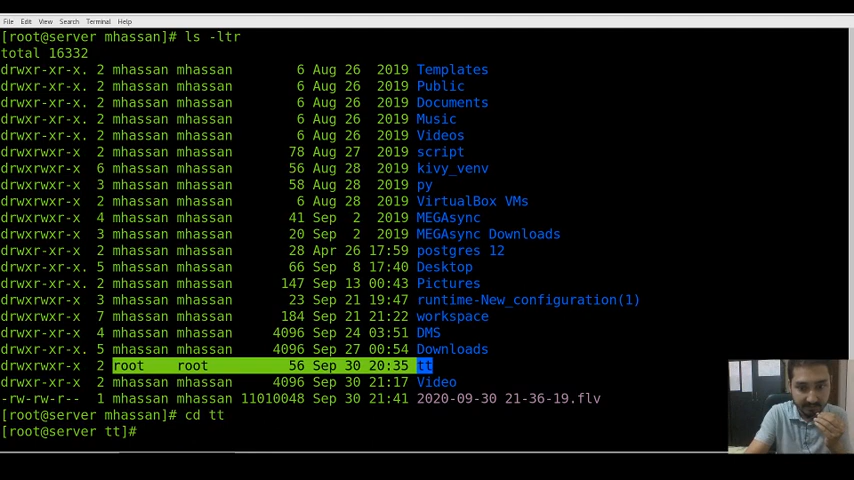 File Edit View Search Terminal Help
[root@server mhassan]# ls -ltr
total 16332
drwxr-xr-x. 2 mhassan mhassan 6 Aug 26 2019 Templates
drwxr-xr-x. 2 mhassan mhassan 6 Aug 26 2019 Public
drwxr-xr-x. 2 mhassan mhassan 6 Aug 26 2019 Documents
drwxr-xr-x. 2 mhassan mhassan 6 Aug 26 2019 Music
drwxr-xr-x. 2 mhassan mhassan 6 Aug 26 2019 Videos
drwxr-xr-x. 2 mhassan mhassan 78 Aug 27 2019 script
drwxrwxr-x 6 mhassan mhassan 56 Aug 28 2019 kivy_venv
drwxrwxr-x 3 mhassan mhassan 58 Aug 28 2019 py
drwxrwxr-x 2 mhassan mhassan 6 Aug 28 2019 VirtualBox VMs
drwxrwxr-x 4 mhassan mhassan 41 Sep 2 2019 MEGAsync
drwxrwxr-x 3 mhassan mhassan 20 Sep 2 2019 MEGAsync Downloads
drwxrwxr-x 2 mhassan mhassan 28 Apr 26 17:59 postgres 12
drwxr-xr-x. 5 mhassan mhassan 66 Sep 8 17:40 Desktop
drwxr-xr-x. 2 mhassan mhassan 147 Sep 13 00:43 Pictures
drwxrwxr-x 3 mhassan mhassan 23 Sep 21 19:47 runtime-New_configuration(1)
drwxrwxr-x 7 mhassan mhassan 184 Sep 21 21:22 workspace
drwxrwxr-x 4 mhassan mhassan 4096 Sep 24 03:51 DMS
drwxr-xr-x. 5 mhassan mhassan 4096 Sep 27 00:54 Downloads
drwxrwxr-x 2 root root 56 Sep 30 20:35 tt
drwxrwxr-x 2 mhassan mhassan 4096 Sep 30 21:17 Video
-rw-rw-r-- 1 mhassan mhassan 11010048 Sep 30 21:41 2020-09-30 21-36-19.flv
[root@server mhassan]# cd tt
[root@server tt]#